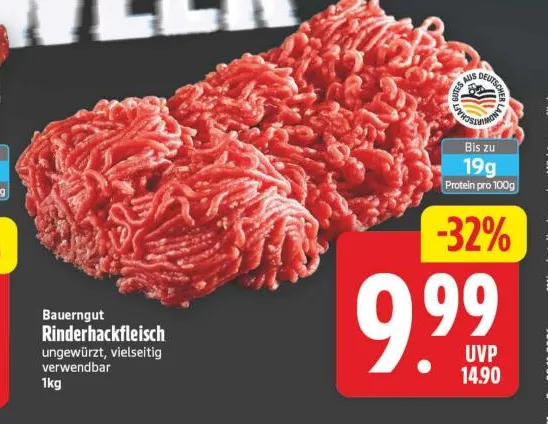 GUTES AUS DEUTSCHER LANDWIRTSCHAFT
Bis zu
19g
Protein pro 100g
-32%
9.99
UVP
14.90
Bauerngut
Rinderhackfleisch
ungewürzt, vielseitig
verwendbar
1kg